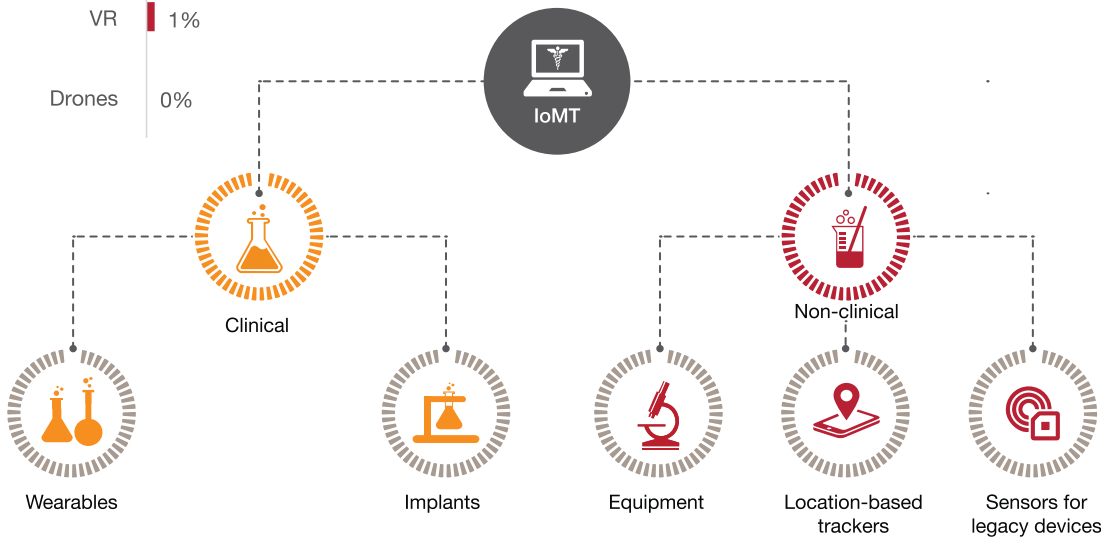 VR 1%
Drones 0%
IoMT
Clinical
Non-clinical
Wearables
Implants
Equipment
Location-based
trackers
Sensors for
legacy devices